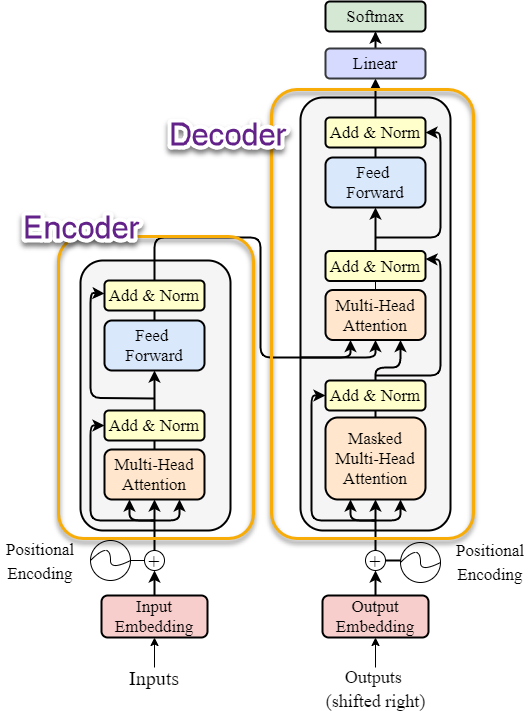 Softmax
Linear
Decoder
Add & Norm
Feed
Forward
Add & Norm
Multi-Head
Attention
Add & Norm
Masked
Multi-Head
Attention
Positional
Encoding
Output
Embedding
Outputs
(shifted right)
Encoder
Add & Norm
Feed
Forward
Add & Norm
Multi-Head
Attention
Positional
Encoding
Input
Embedding
Inputs